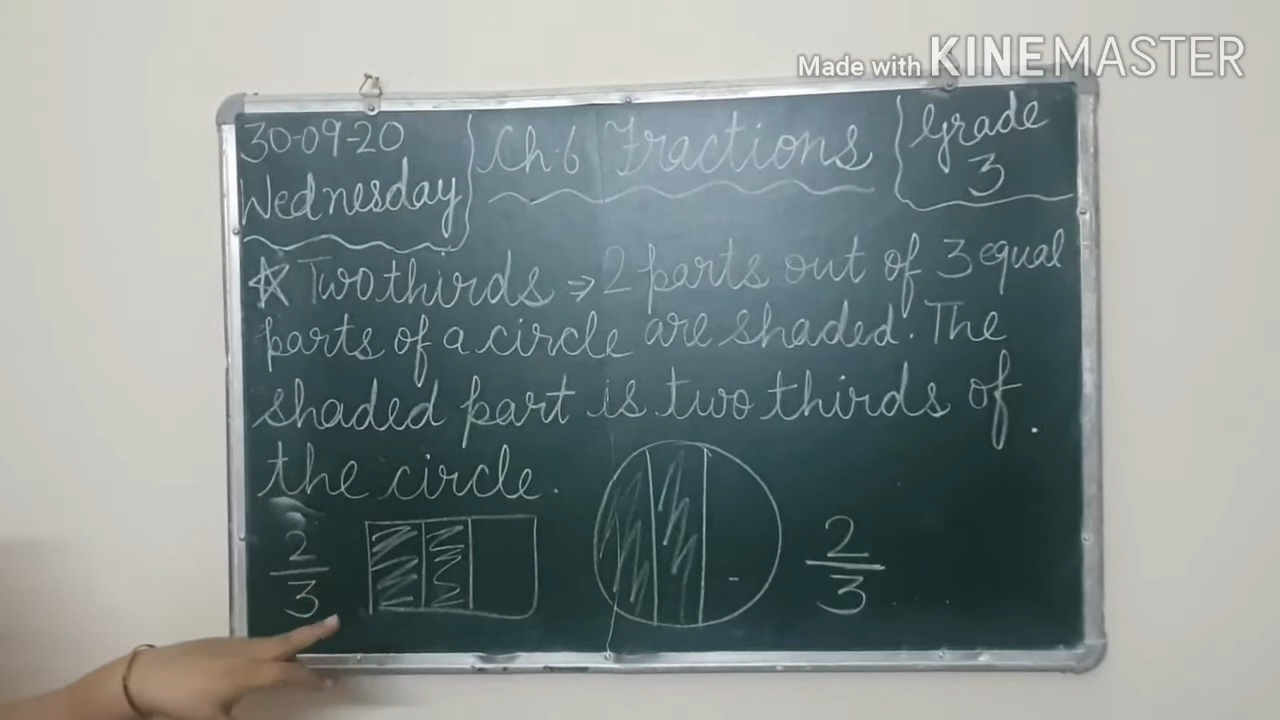 Made with KINEMASTER
30-09-20
Wednesday
Ch-6 Fractions
Grade
3
☆ Two thirds ⇒ 2 parts out of 3 equal
parts of a circle are shaded. The
shaded part is two thirds of
the circle.
2
3
2
3